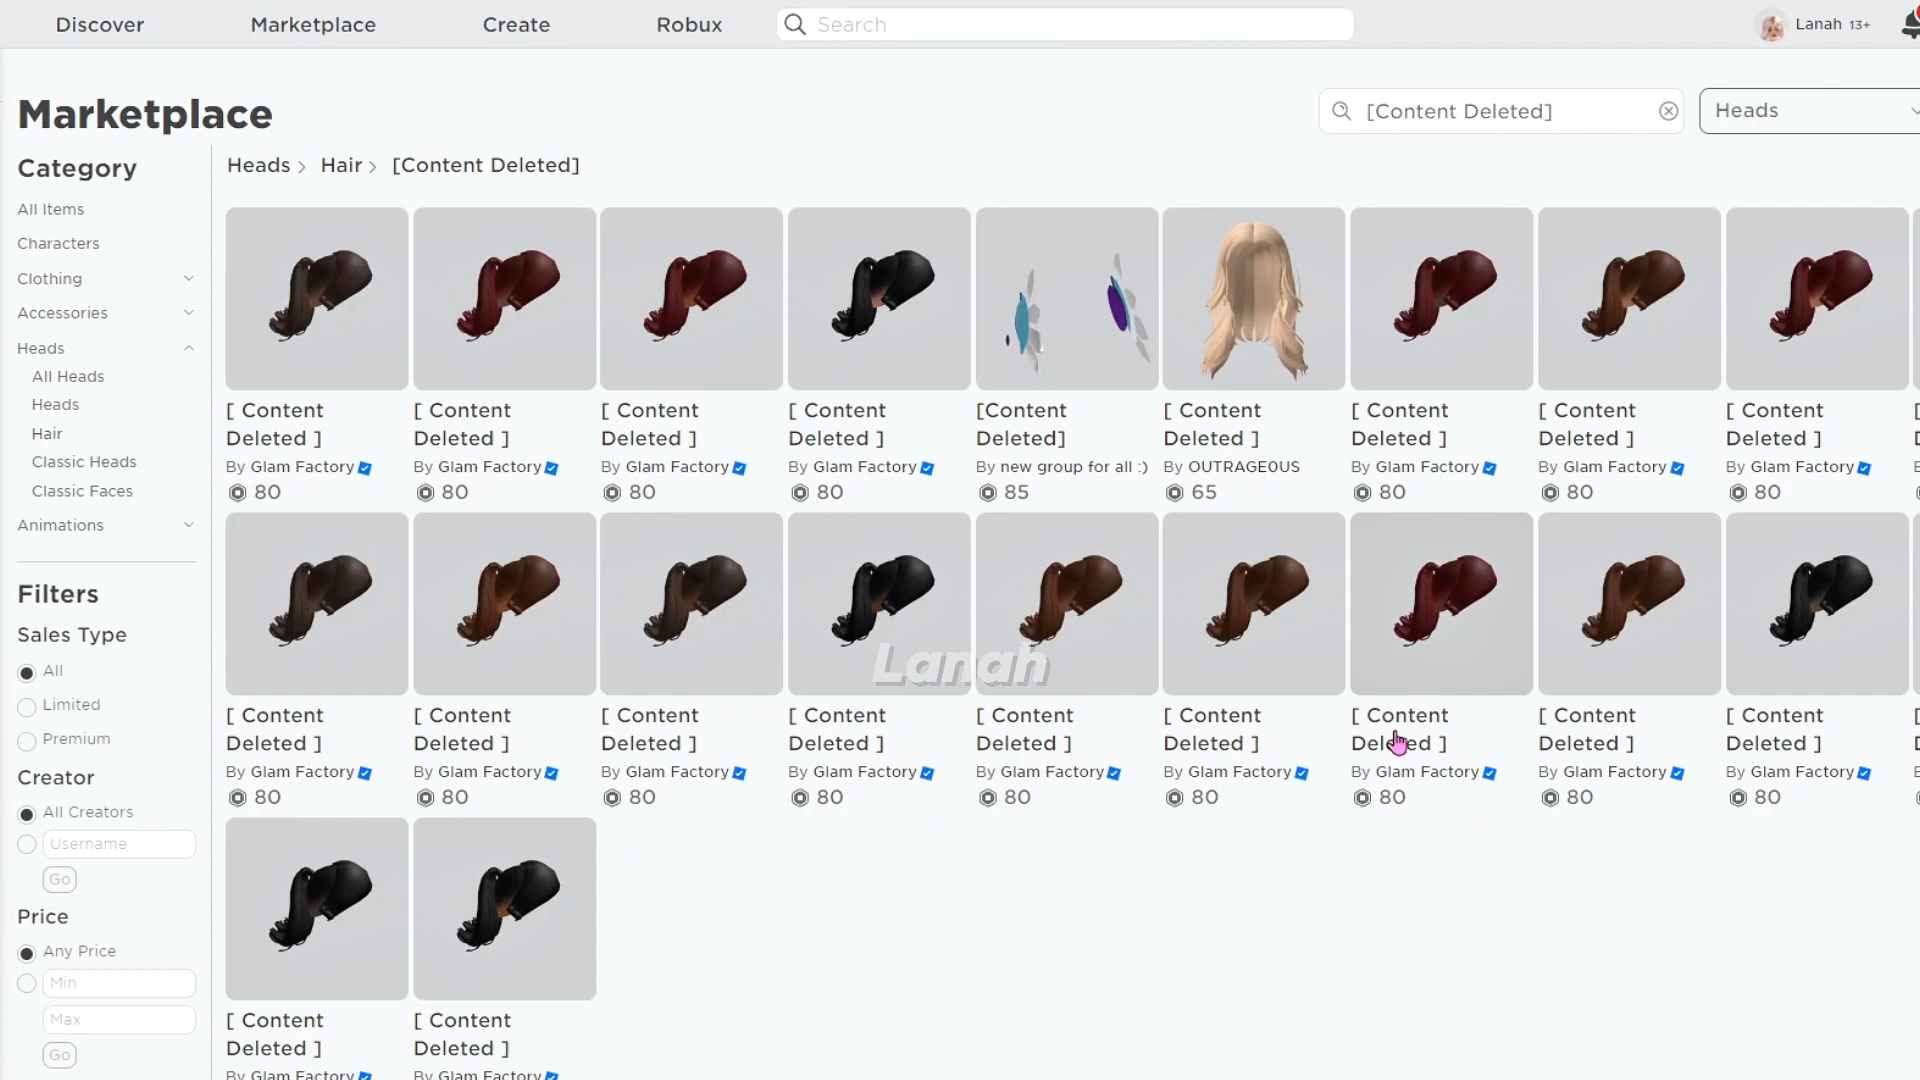 Discover Marketplace Create Robux Search Lanah 13+
Marketplace
[Content Deleted] Heads
Category
Heads Hair [Content Deleted]
All Items
Characters
Clothing
Accessories
Heads
All Heads
Heads
Hair
Classic Heads
Classic Faces
Animations
Filters
Sales Type
All
Limited
Premium
Creator
All Creators
Username
Go
Price
Any Price
Min
Max
Go
[ Content Deleted ]
By Glam Factory
80
[ Content Deleted ]
By Glam Factory
80
[ Content Deleted ]
By Glam Factory
80
[ Content Deleted ]
By Glam Factory
80
[Content Deleted]
By new group for all :)
85
[ Content Deleted ]
By OUTRAGEOUS
65
[ Content Deleted ]
By Glam Factory
80
[ Content Deleted ]
By Glam Factory
80
[ Content Deleted ]
By Glam Factory
80
Lanah
[ Content Deleted ]
By Glam Factory
80
[ Content Deleted ]
By Glam Factory
80
[ Content Deleted ]
By Glam Factory
80
[ Content Deleted ]
By Glam Factory
80
[ Content Deleted ]
By Glam Factory
80
[ Content Deleted ]
By Glam Factory
80
[ Content Deleted ]
By Glam Factory
80
[ Content Deleted ]
By Glam Factory
80
[ Content Deleted ]
By Glam Factory
80
[ Content Deleted ]
By Glam Factory
[ Content Deleted ]
By Glam Factory